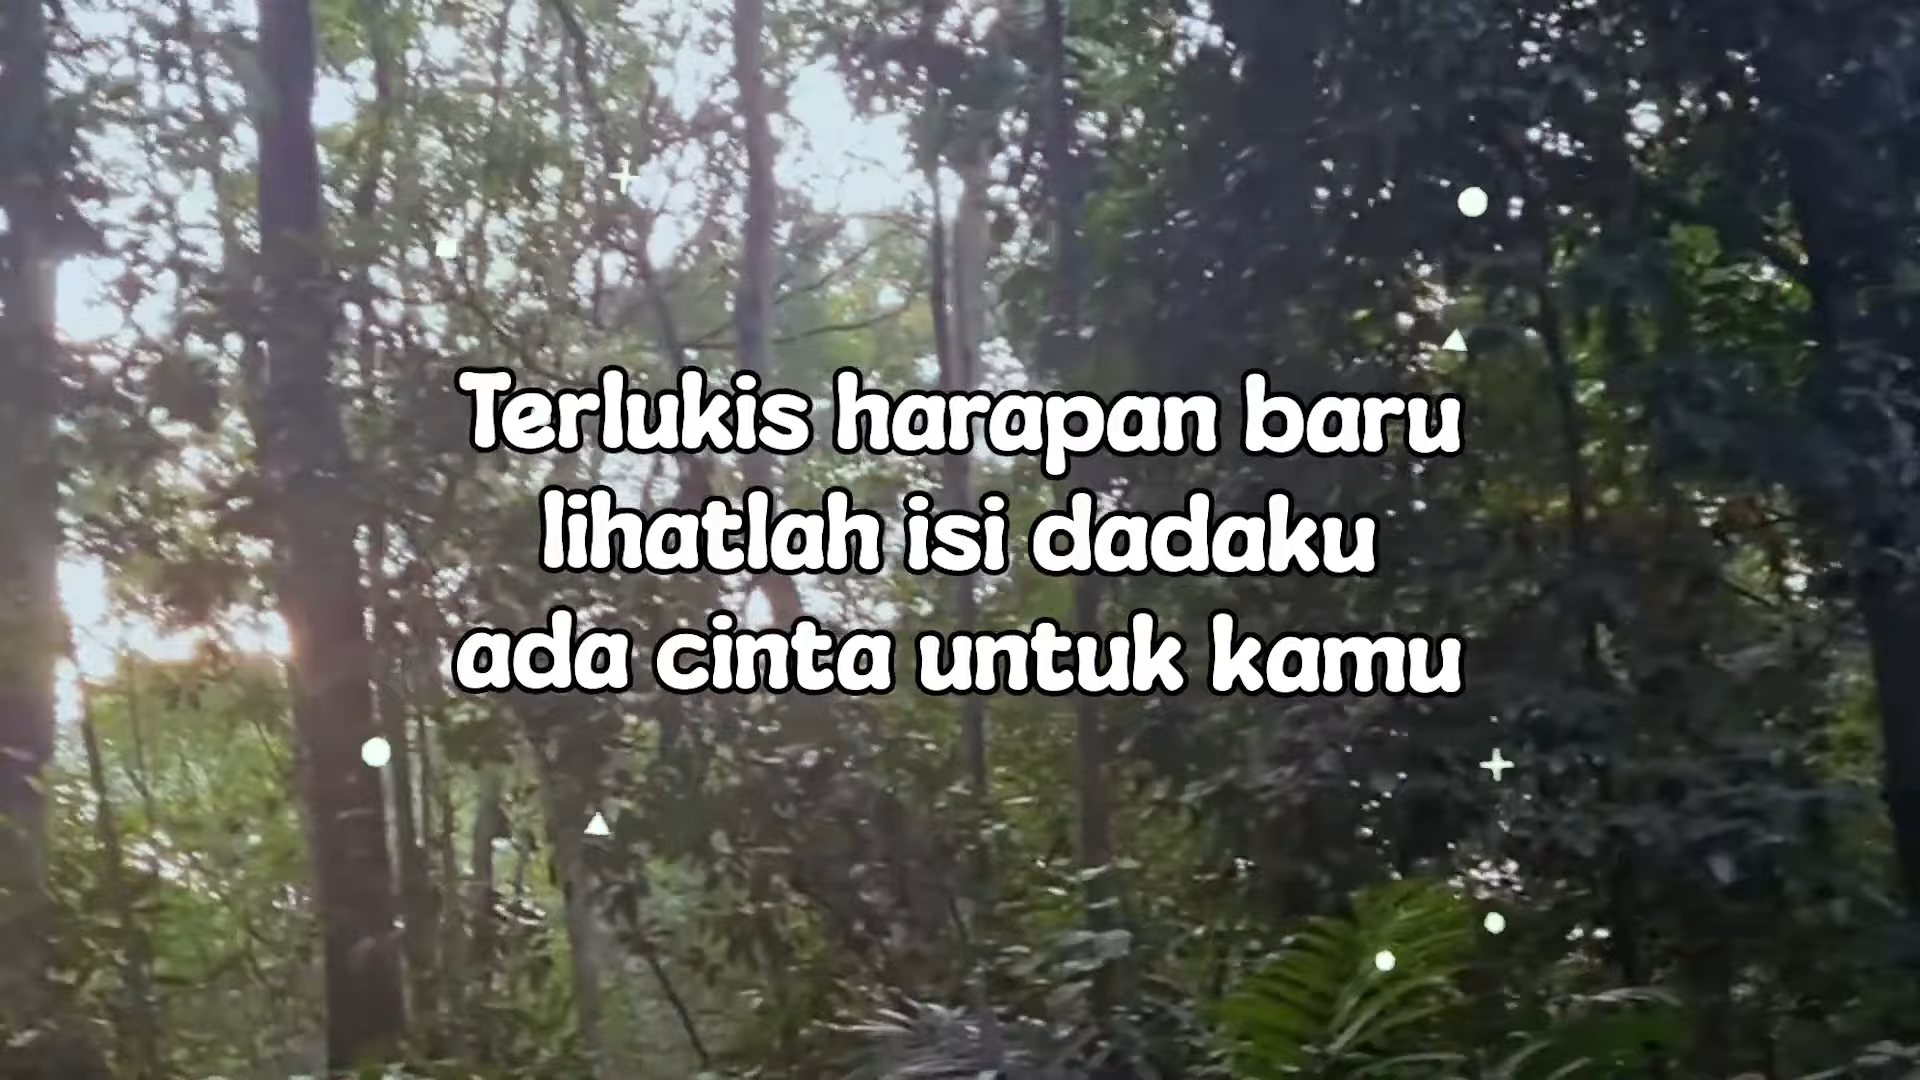 Terlukis harapan baru
lihatlah isi dadaku
ada cinta untuk kamu